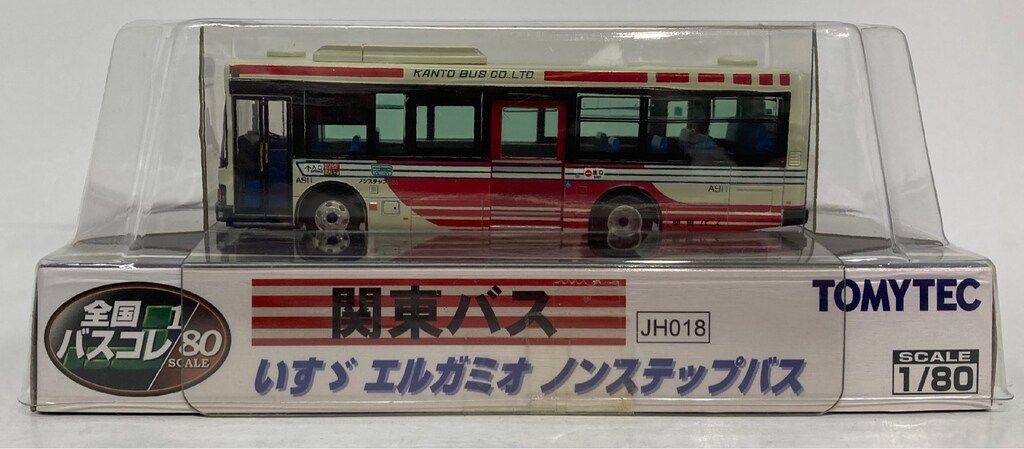 KANTO BUS CO.,LTD.
A911
ノンステップバス
A911
全国
バスコレ
1/80
SCALE
関東バス
JH018
いすゞ エルガミオ ノンステップバス
TOMYTEC
SCALE
1/80